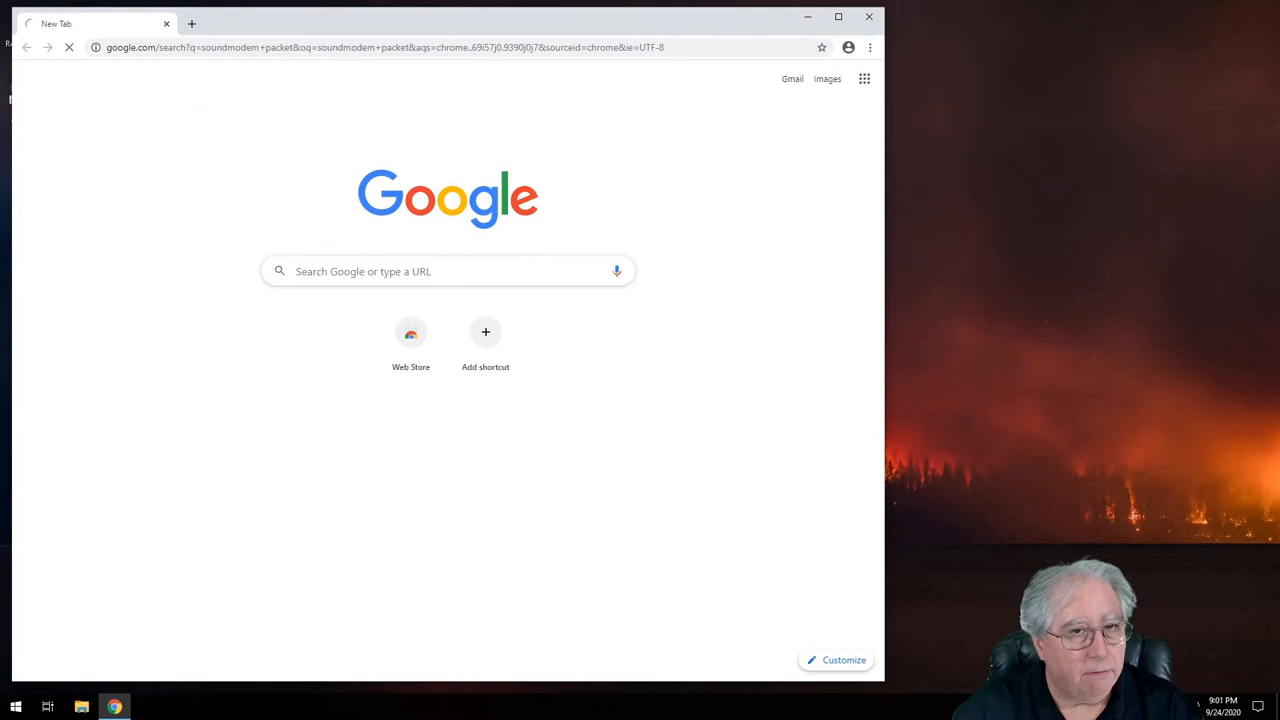 New Tab
google.com/search?q=soundmodem+packet&oq=soundmodem+packet&aqs=chrome..69i57j0.9390j0j7&sourceid=chrome&ie=UTF-8
Gmail Images
Google
Search Google or type a URL
Web Store Add shortcut
Customize
9:01 PM
9/24/2020